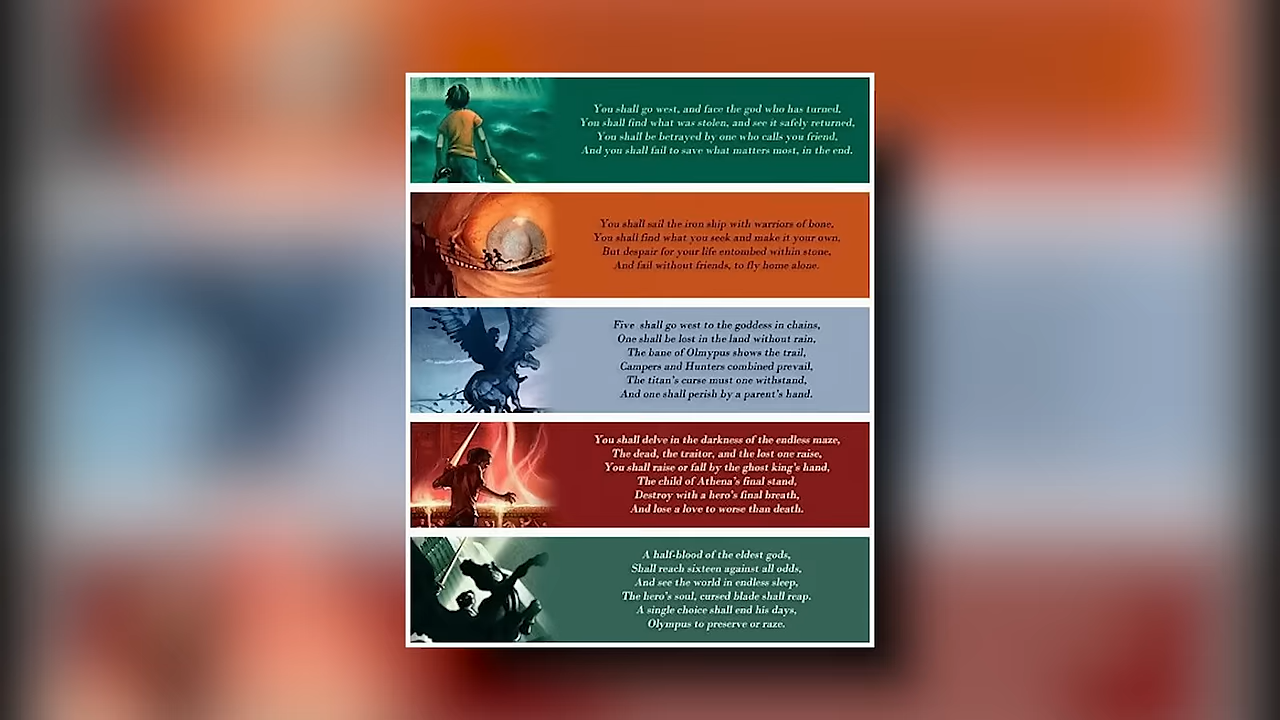 You shall go west, and face the god who has turned.
You shall find what was stolen, and see it safely returned,
You shall be betrayed by one who calls you friend,
And you shall fail to save what matters most, in the end.
You shall sail the iron ship with warriors of bone,
You shall find what you seek and make it your own,
But despair for your life entombed within stone,
And fail without friends, to fly home alone.
Five shall go west to the goddess in chains,
One shall be lost in the land without rain,
The bane of Olmypus shows the trail,
Campers and Hunters combined prevail,
The titan's curse must one withstand,
And one shall perish by a parent's hand.
You shall delve in the darkness of the endless maze,
The dead, the traitor, and the lost one raise,
You shall raise or fall by the ghost king's hand,
The child of Athena's final stand,
Destroy with a hero's final breath,
And lose a love to worse than death.
A half-blood of the eldest gods,
Shall reach sixteen against all odds,
And see the world in endless sleep,
The hero's soul, cursed blade shall reap.
A single choice shall end his days,
Olympus to preserve or raze.